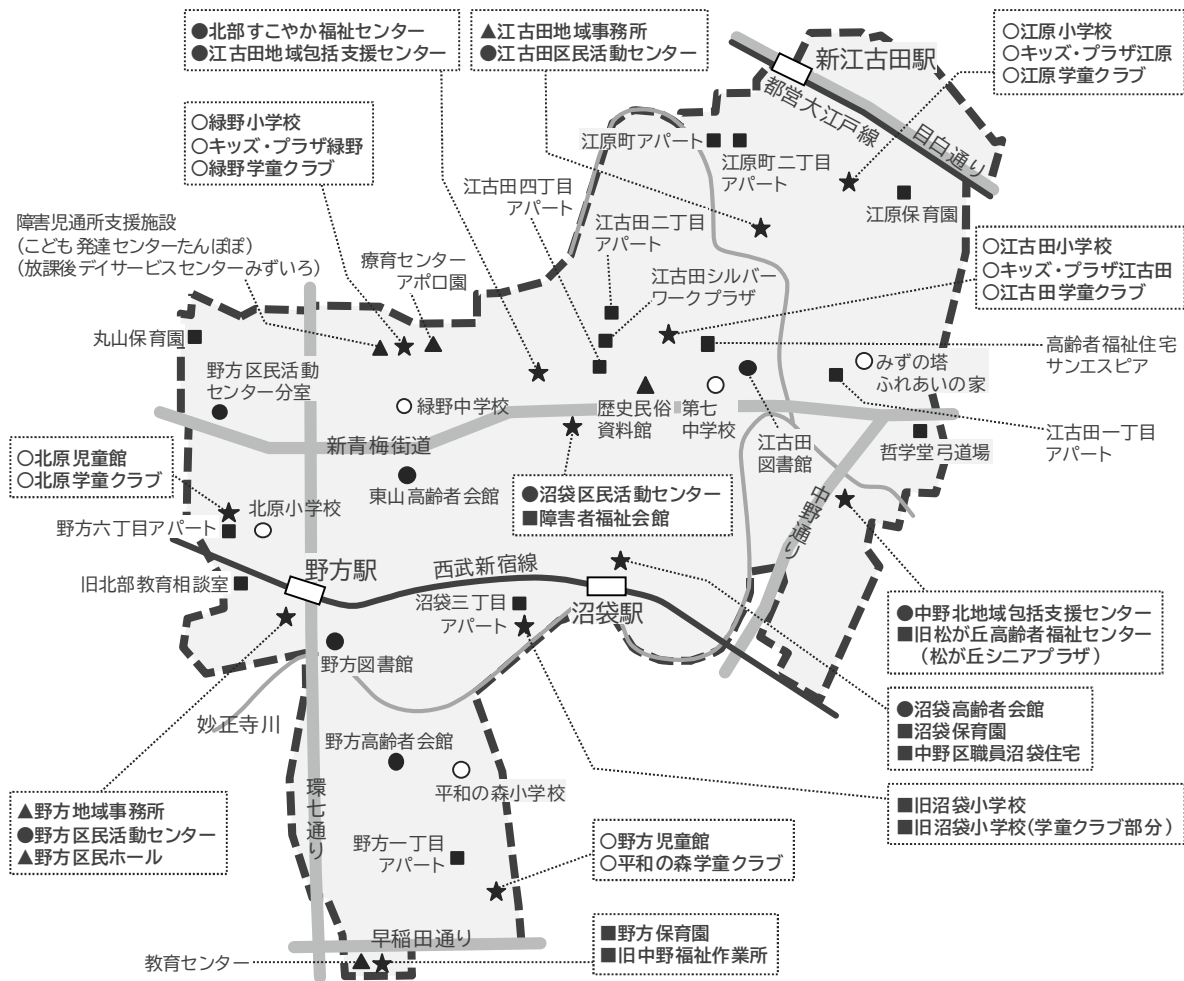 ●北部すこやか福祉センター
●江古田地域包括支援センター
▲江古田地域事務所
●江古田区民活動センター
○江原小学校
○キッズ・プラザ江原
○江原学童クラブ
新江古田駅
都営大江戸線
目白通り
○緑野小学校
○キッズ・プラザ緑野
○緑野学童クラブ
江原町アパート
江原町二丁目
アパート
江原保育園
江古田四丁目
アパート
江古田二丁目
アパート
障害児通所支援施設
(こども発達センターたんぽぽ)
(放課後デイサービスセンターみずいろ)
療育センター
アポロ園
江古田シルバー
ワークプラザ
○江古田小学校
○キッズ・プラザ江古田
○江古田学童クラブ
丸山保育園
高齢者福祉住宅
サンエスピア
野方区民活動
センター分室
みずの塔
ふれあいの家
緑野中学校
歴史民俗
資料館
第七
中学校
江古田
図書館
江古田一丁目
アパート
新青梅街道
哲学堂弓道場
○北原児童館
○北原学童クラブ
東山高齢者会館
●沼袋区民活動センター
■障害者福祉会館
中野通り
北原小学校
野方六丁目アパート
旧北部教育相談室
野方駅
西武新宿線
沼袋駅
沼袋三丁目
アパート
●中野北地域包括支援センター
■旧松が丘高齢者福祉センター
(松が丘シニアプラザ)
野方図書館
妙正寺川
●沼袋高齢者会館
■沼袋保育園
■中野区職員沼袋住宅
野方高齢者会館
平和の森小学校
環七通り
■旧沼袋小学校
■旧沼袋小学校(学童クラブ部分)
▲野方地域事務所
●野方区民活動センター
▲野方区民ホール
野方一丁目
アパート
○野方児童館
○平和の森学童クラブ
早稲田通り
■野方保育園
■旧中野福祉作業所
教育センター